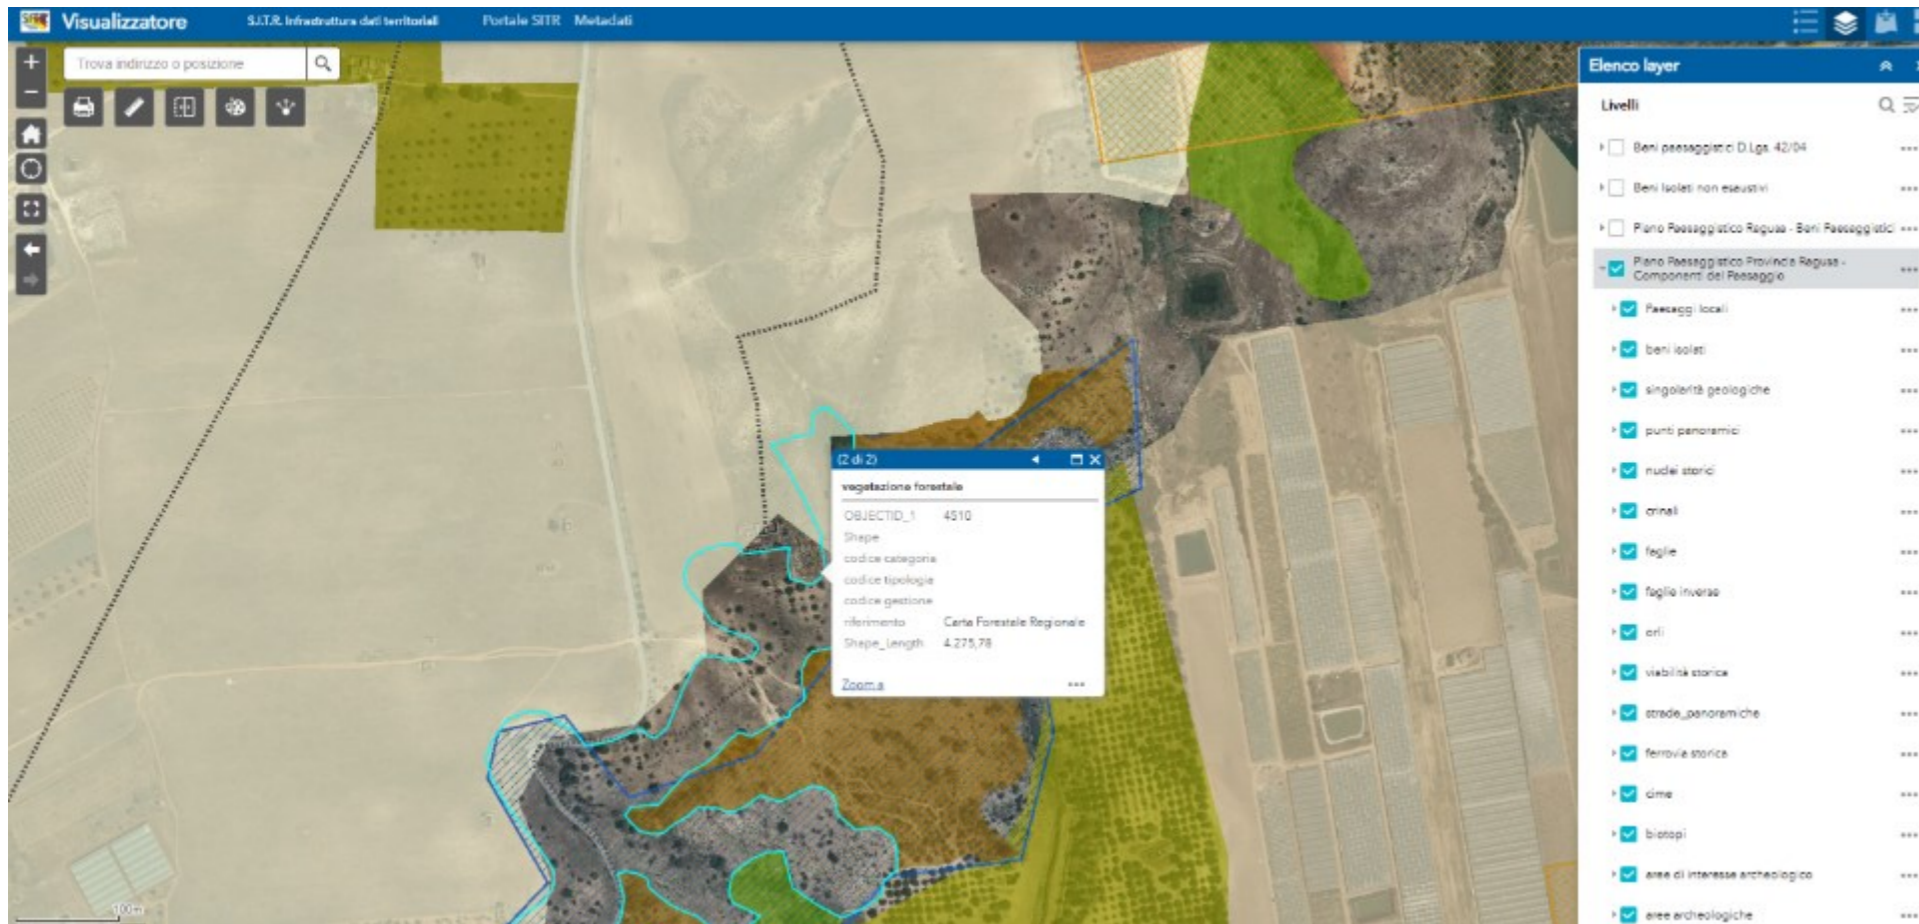 Visualizzatore
S.I.T.R. Infrastruttura dati territoriali
Portale SITR
Metadati
Trova indirizzo o posizione
Elenco layer
Livelli
Beni paesaggistici D.Lgs. 42/04
Beni Isolati non esaustivi
Piano Paesaggistico Ragusa - Beni Paesaggistici
Piano Paesaggistico Provincia Ragusa -
Componenti del Paesaggio
Paesaggi locali
beni isolati
singolarità geologiche
punti panoramici
nuclei storici
crinali
faglie
faglie inverse
orli
viabilità storica
strade_panoramiche
ferrovia storica
cime
biotopi
aree di interesse archeologico
aree archeologiche
(2 di 2)
vegetazione forestale
OBJECTID_1 4510
Shape
codice categoria
codice tipologia
codice gestione
riferimento Carta Forestale Regionale
Shape_Length 4.275,78
Zoom a
100m